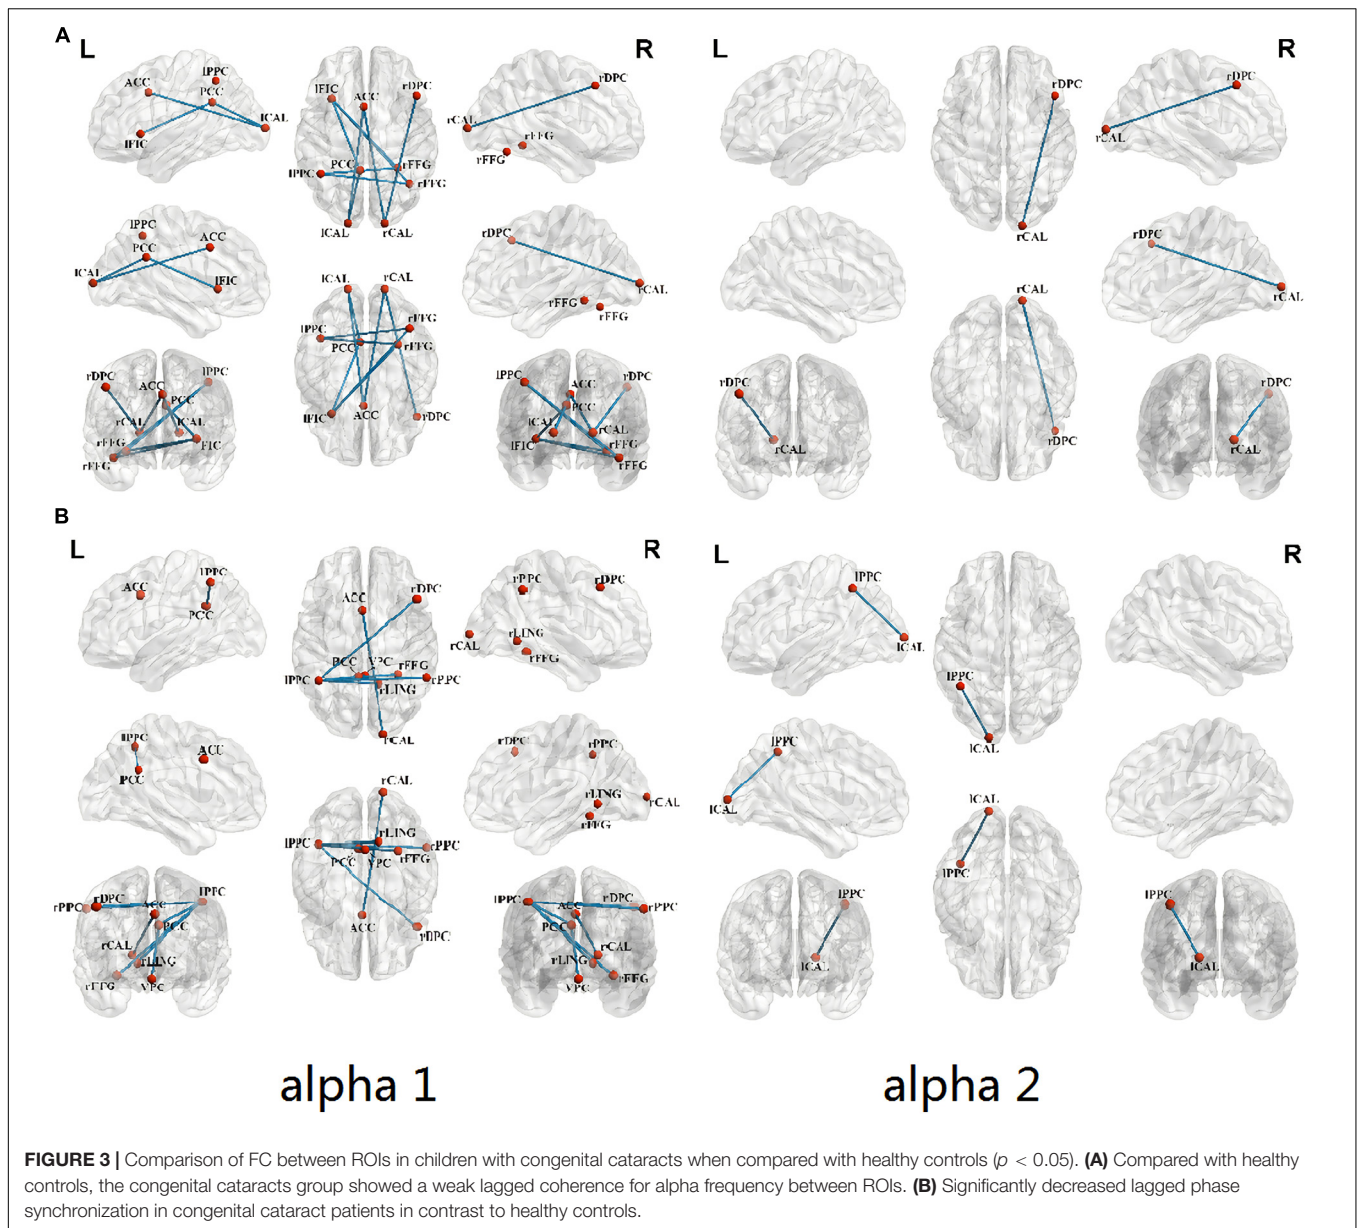 A
L
R
L
R
ACC
lPPC
PCC
lCAL
lFIC
lFIC
ACC
rDPC
PCC
rFFG
lPPC
rFFG
lCAL
rCAL
rDPC
rCAL
rFFG
rFFG
rDPC
rCAL
rDPC
rCAL
lPPC
PCC
ACC
lCAL
lFIC
lCAL
rCAL
rFFG
lPPC
PCC
rFFG
lFIC
ACC
rDPC
rDPC
rCAL
rFFG
rFFG
rCAL
rDPC
rDPC
rCAL
rDPC
ACC
lPPC
PCC
rCAL
lCAL
rFFG
FIC
rFFG
lPPC
ACC
rDPC
PCC
lCAL
rCAL
lFIC
rFFG
rFFG
rDPC
rCAL
rDPC
rCAL
B
L
R
L
R
ACC
lPPC
PCC
ACC
rDPC
PCC
VPC
rFFG
lPPC
rPPC
rLING
rCAL
rPPC
rDPC
rCAL
rLING
rFFG
lPPC
lCAL
lPPC
lCAL
lPPC
ACC
PCC
rCAL
rLING
lPPC
rPPC
PCC
VPC
rFFG
ACC
rDPC
rDPC
rPPC
rLING
rCAL
rFFG
lPPC
lCAL
lCAL
lPPC
rPPC
rDPC
lPPC
ACC
PCC
rCAL
rLING
rFFG
VPC
lPPC
rDPC
ACC
rPPC
PCC
rCAL
rLING
rFFG
VPC
lPPC
lCAL
lPPC
lCAL
alpha 1
alpha 2
FIGURE 3 | Comparison of FC between ROIs in children with congenital cataracts when compared with healthy controls (p < 0.05). (A) Compared with healthy
controls, the congenital cataracts group showed a weak lagged coherence for alpha frequency between ROIs. (B) Significantly decreased lagged phase
synchronization in congenital cataract patients in contrast to healthy controls.